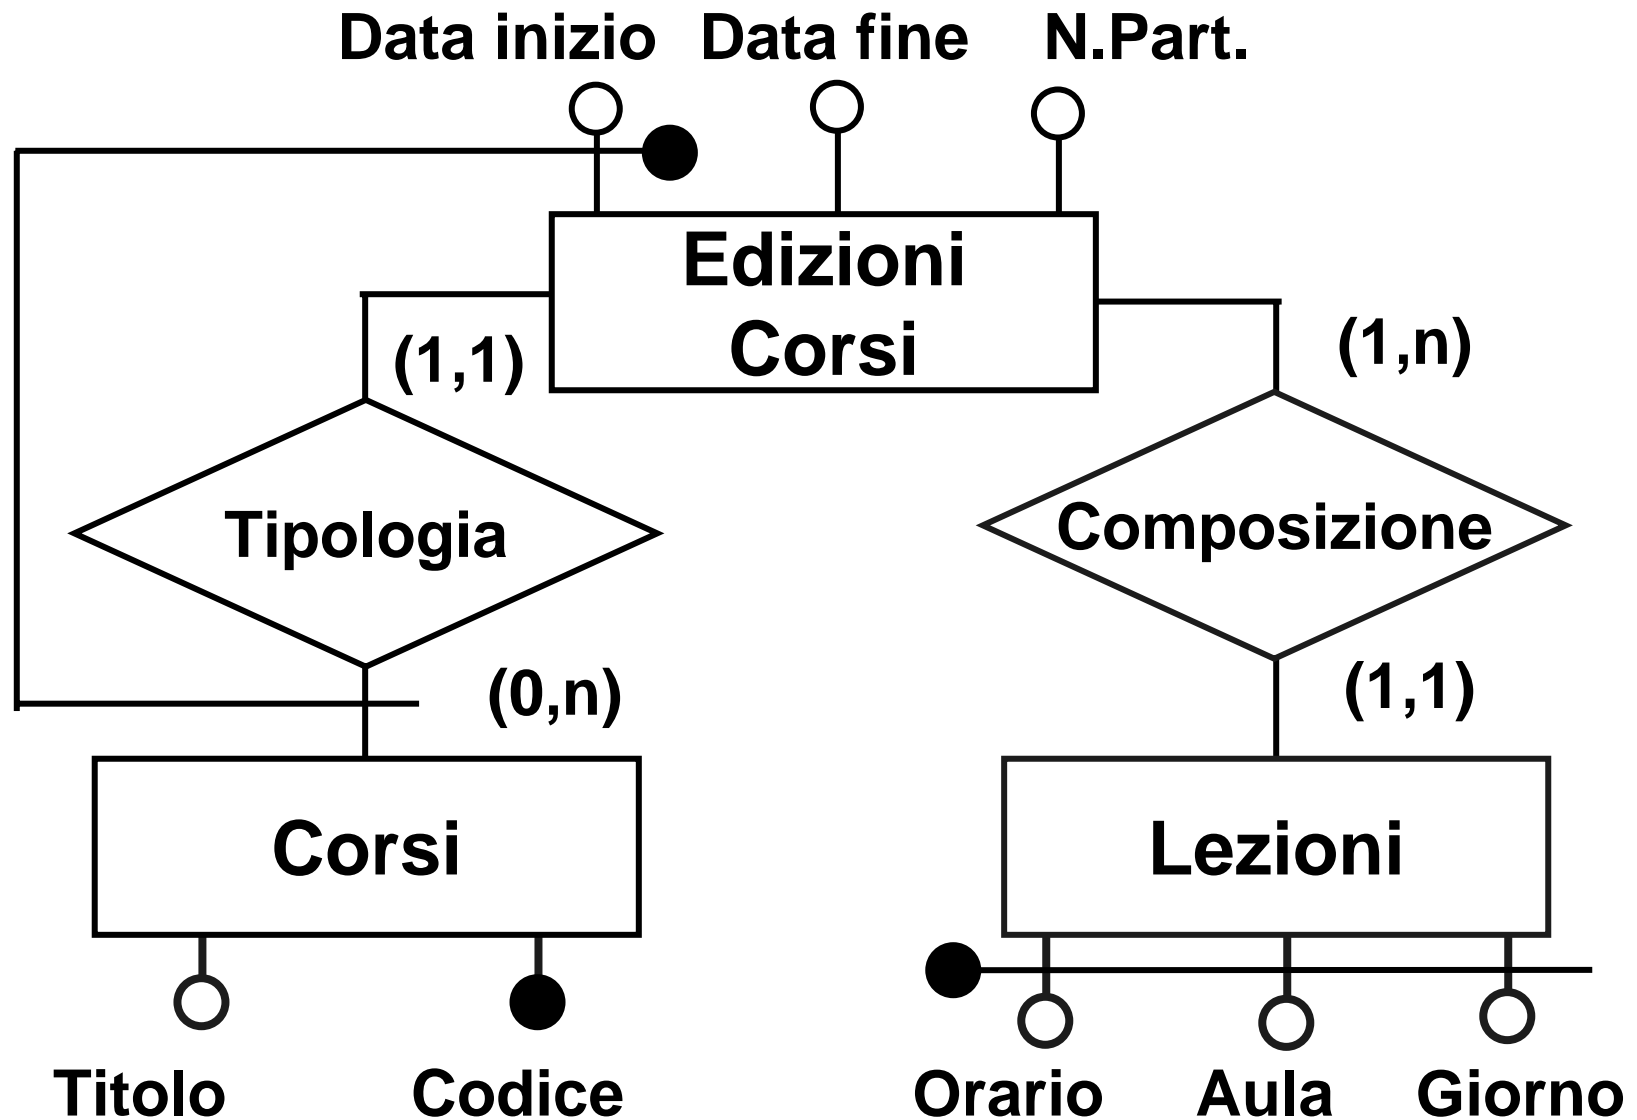 Data inizio Data fine N.Part.
Edizioni
Corsi
(1,1)
(1,n)
Tipologia
Composizione
(0,n)
(1,1)
Corsi
Lezioni
Titolo Codice Orario Aula Giorno